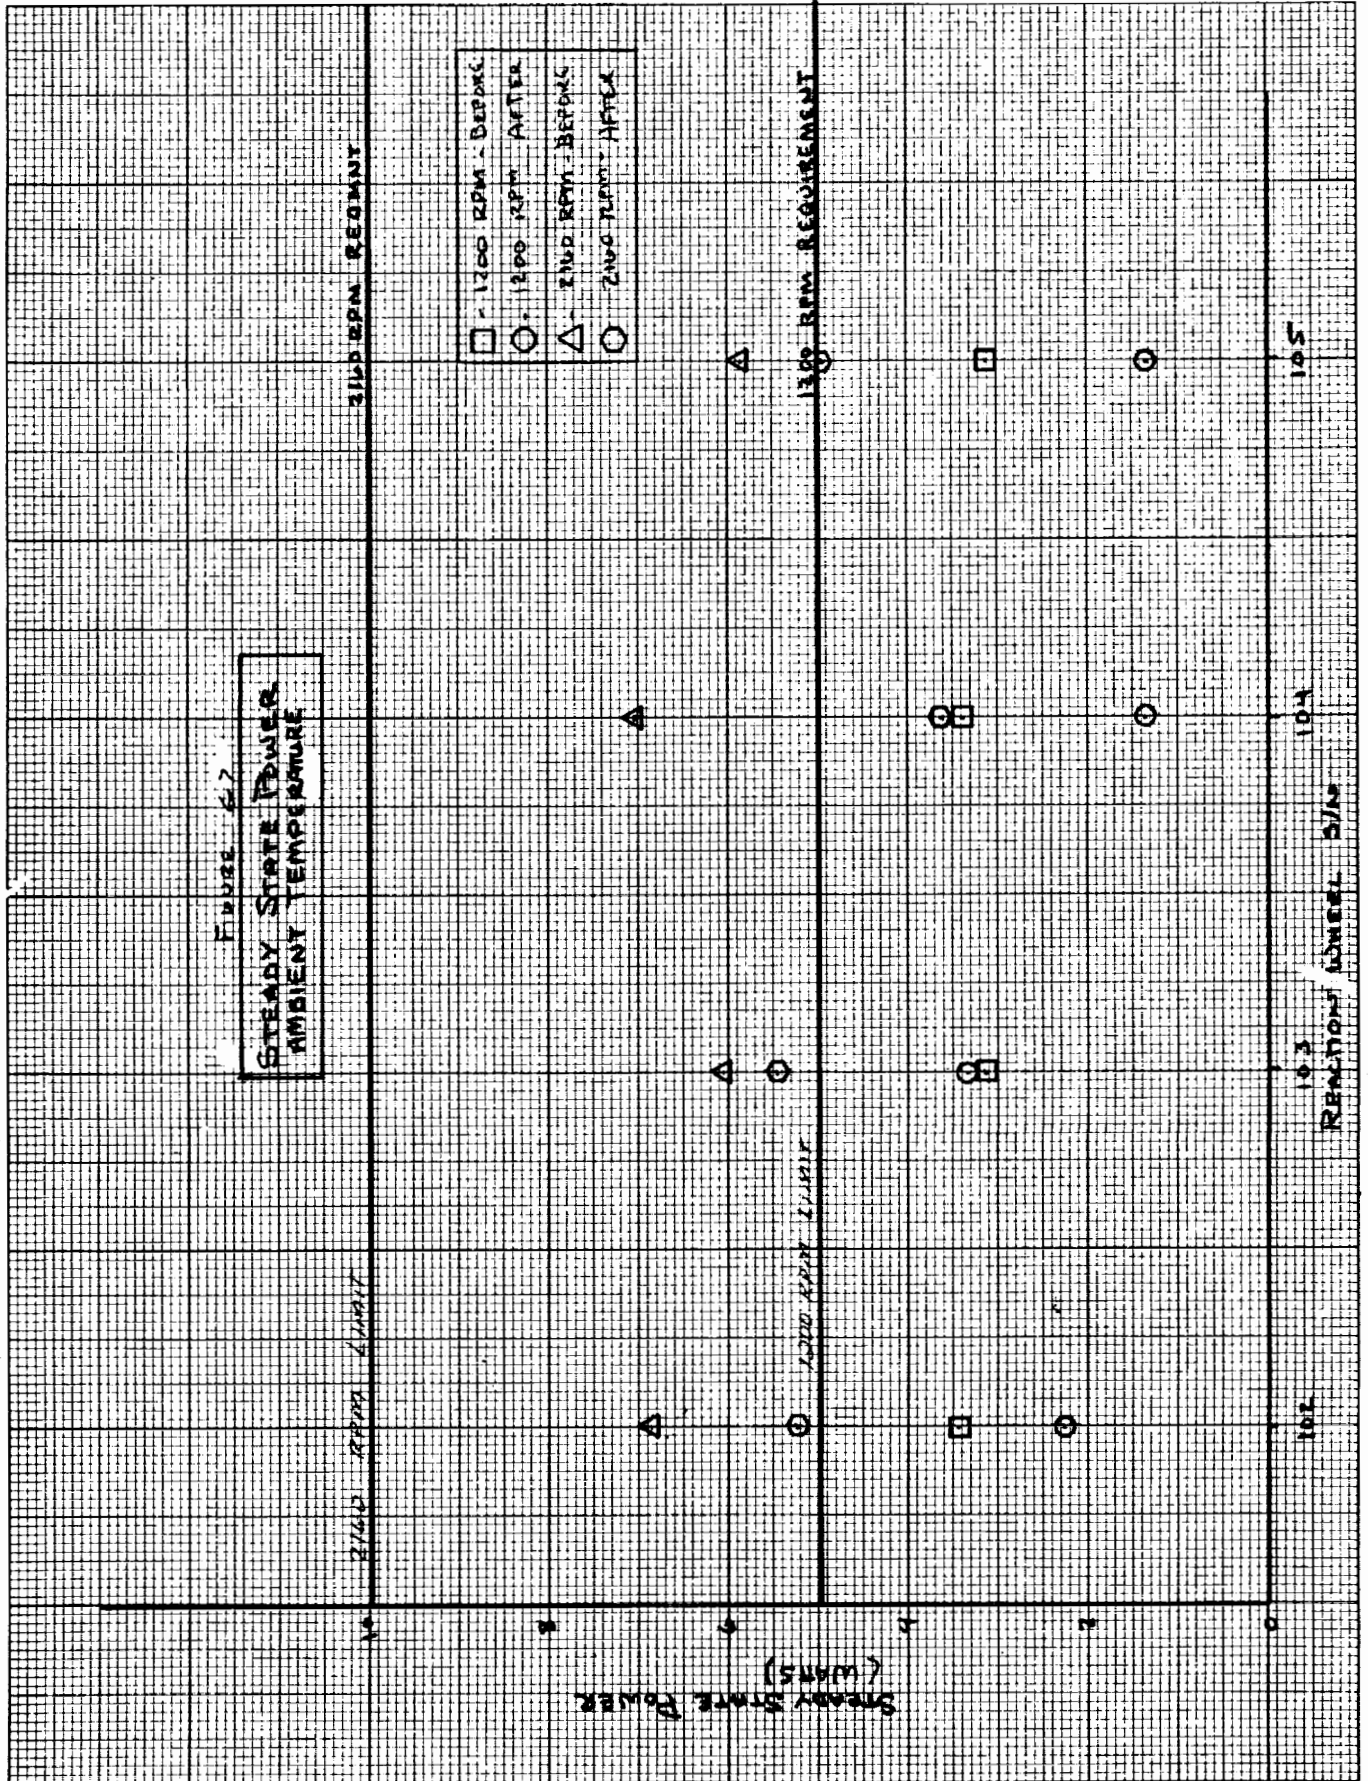 FIGURE 67
STEADY STATE POWER
AMBIENT TEMPERATURE
2160 RPM LIMIT
2160 RPM REQMNT
□ - 1200 RPM - BEFORE
○ - 1200 RPM AFTER
△ - 2160 RPM - BEFORE
○ 2160 RPM - AFTER
1200 RPM LIMIT
1200 RPM REQUIREMENT
STEADY STATE POWER
(WATTS)
10
8
6
4
2
0
102
103
104
105
REACTION WHEEL S/N